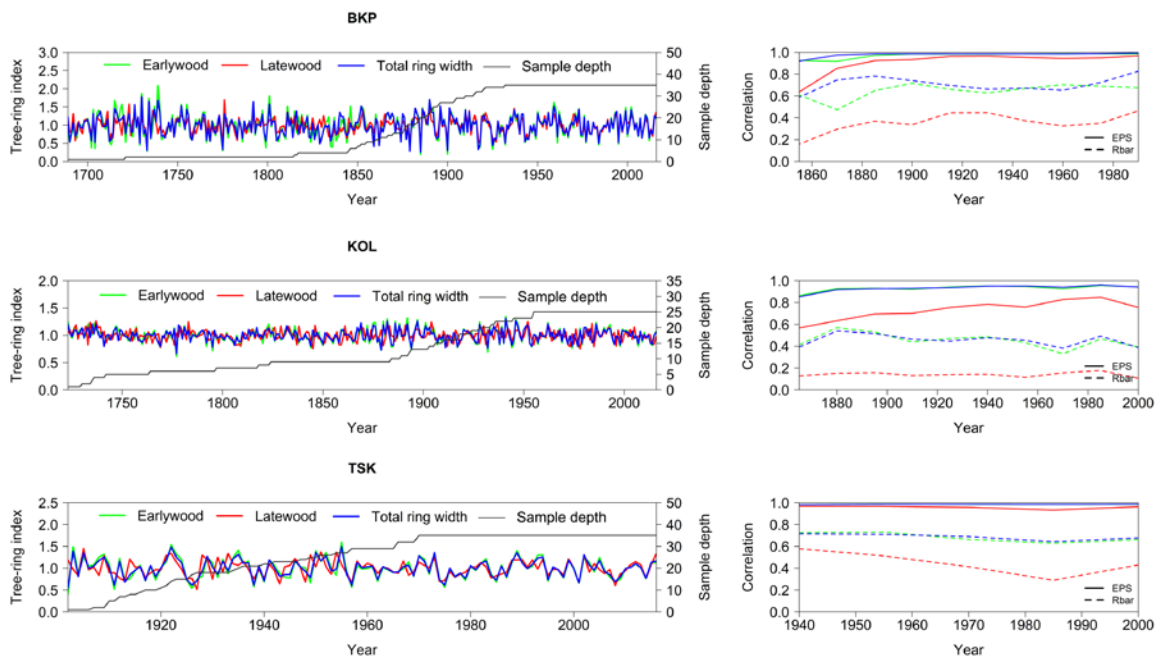 BKP
Tree-ring index
3.0
2.5
2.0
1.5
1.0
0.5
0.0
Earlywood Latewood Total ring width Sample depth
50
40
30
20
10
0
Sample depth
1700 1750 1800 1850 1900 1950 2000
Year
Correlation
1.0
0.8
0.6
0.4
0.2
0.0
EPS
Rbar
1860 1880 1900 1920 1940 1960 1980
Year
KOL
Tree-ring index
2.0
1.5
1.0
0.5
0.0
Earlywood Latewood Total ring width Sample depth
35
30
25
20
15
10
5
0
Sample depth
1750 1800 1850 1900 1950 2000
Year
Correlation
1.0
0.8
0.6
0.4
0.2
0.0
EPS
Rbar
1880 1900 1920 1940 1960 1980 2000
Year
TSK
Tree-ring index
2.5
2.0
1.5
1.0
0.5
0.0
Earlywood Latewood Total ring width Sample depth
50
40
30
20
10
0
Sample depth
1920 1940 1960 1980 2000
Year
Correlation
1.0
0.8
0.6
0.4
0.2
0.0
EPS
Rbar
1940 1950 1960 1970 1980 1990 2000
Year